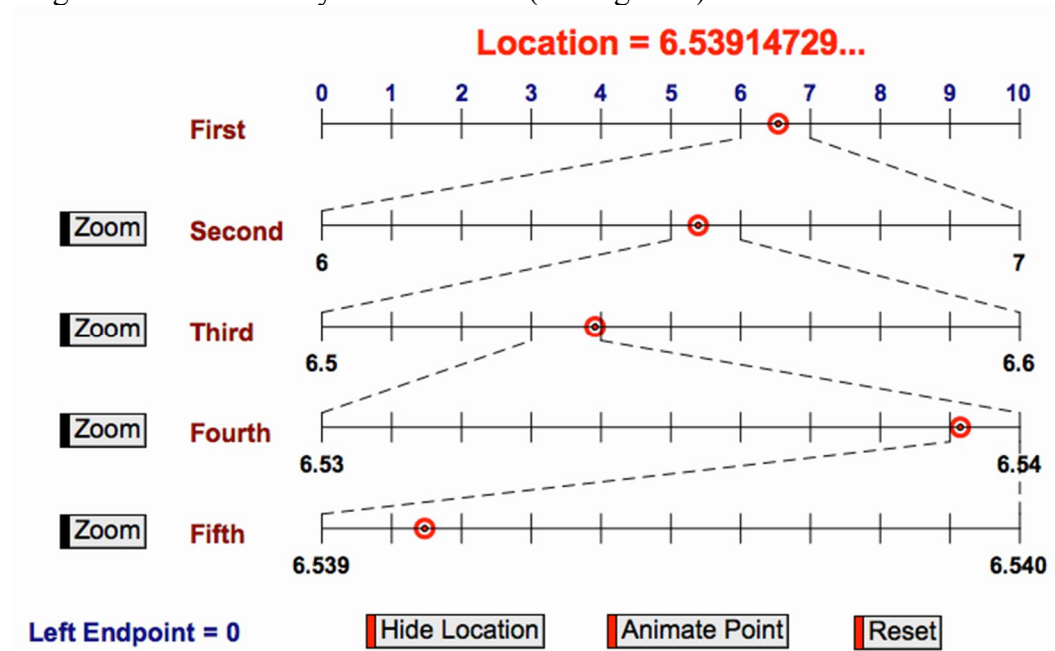 Location = 6.53914729...
0 1 2 3 4 5 6 7 8 9 10
First
Zoom Second
6 7
Zoom Third
6.5 6.6
Zoom Fourth
6.53 6.54
Zoom Fifth
6.539 6.540
Left Endpoint = 0 Hide Location Animate Point Reset